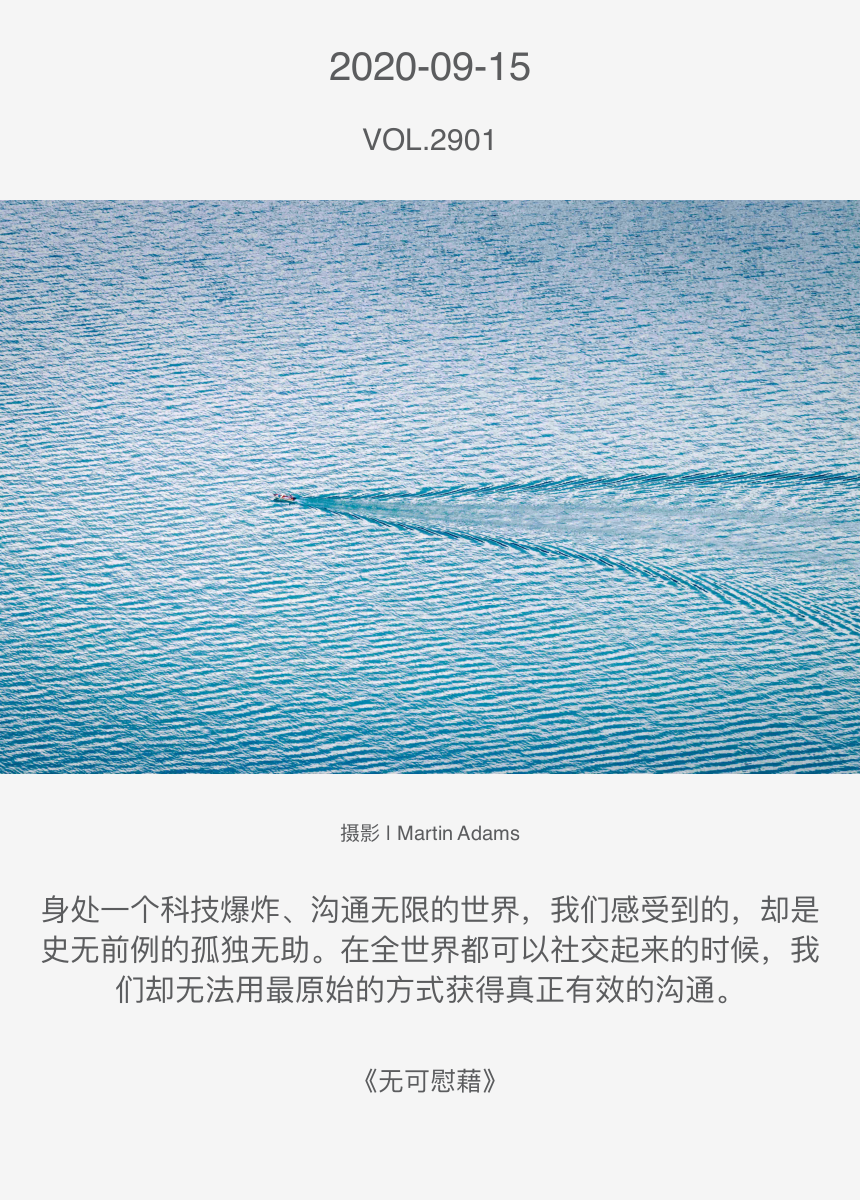 2020-09-15
VOL.2901
摄影 | Martin Adams
身处一个科技爆炸、沟通无限的世界，我们感受到的，却是
史无前例的孤独无助。在全世界都可以社交起来的时候，我
们却无法用最原始的方式获得真正有效的沟通。
《无可慰藉》